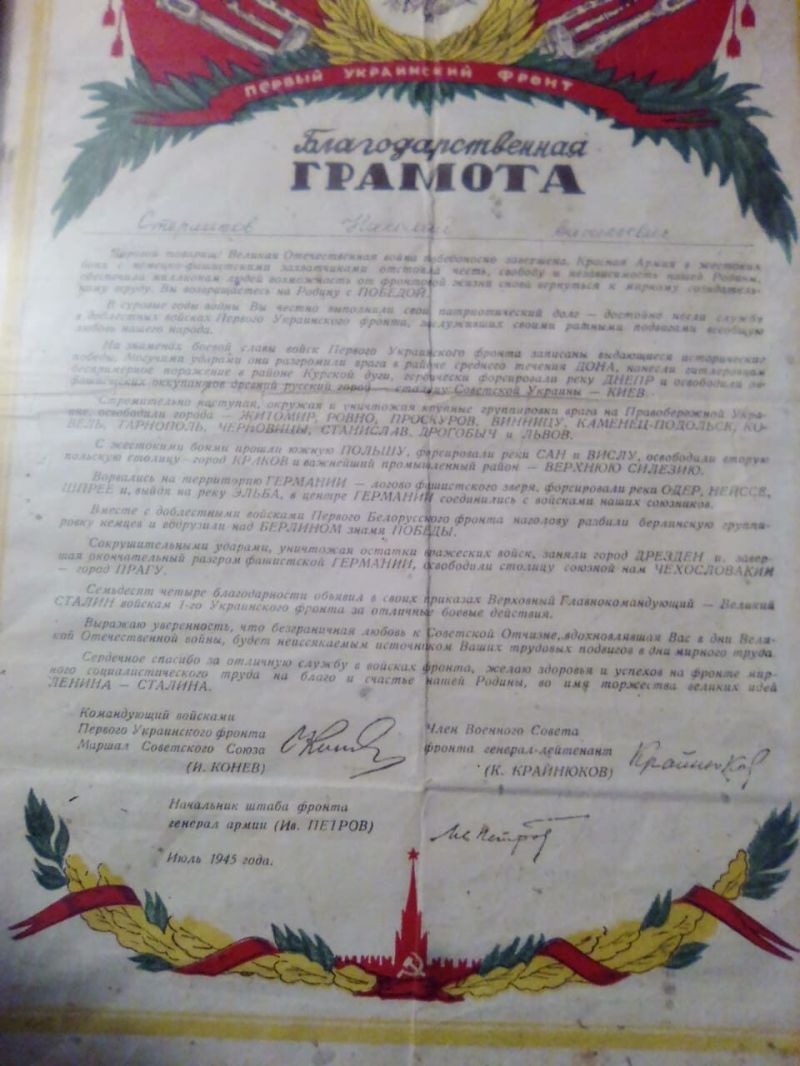 ПЕРВЫЙ УКРАИНСКИЙ ФРОНТ
Благодарственная
ГРАМОТА
Николай
Дорогой товарищ! Великая Отечественная война победоносно завершена. Красная Армия в жестоких
боях с немецко-фашистскими захватчиками отстояла честь, свободу и независимость нашей Родины,
обеспечила миллионам людей возможность от фронтовой жизни снова вернуться к мирному созидатель-
ному труду. Вы возвращаетесь на Родину с ПОБЕДОЙ.
В суровые годы войны Вы честно выполнили свой патриотический долг — достойно несли службу
в доблестных войсках Первого Украинского фронта, заслуживших своими ратными подвигами всеобщую
любовь нашего народа.
На знаменах боевой славы войск Первого Украинского фронта записаны выдающиеся исторические
победы. Могучими ударами они разгромили врага в районе среднего течения ДОНА, нанесли гитлеровцам
беспримерное поражение в районе Курской дуги, геройски форсировали реку ДНЕПР и освободили от
фашистских оккупантов древний русский город — столицу Советской Украины — КИЕВ.
Стремительно наступая, окружая и уничтожая крупные группировки врага на Правобережной Укра-
ине, освободили города — ЖИТОМИР, РОВНО, ПРОСКУРОВ, ВИННИЦУ, КАМЕНЕЦ-ПОДОЛЬСК, КО-
ВЕЛЬ, ТАРНОПОЛЬ, ЧЕРНОВИЦЫ, СТАНИСЛАВ, ДРОГОБЫЧ и ЛЬВОВ.
С жестокими боями прошли южную ПОЛЬШУ, форсировали реки САН и ВИСЛУ, освободили вторую
польскую столицу — город КРАКОВ и важнейший промышленный район — ВЕРХНЮЮ СИЛЕЗИЮ.
Ворвались на территорию ГЕРМАНИИ — логово фашистского зверя, форсировали реки ОДЕР, НЕЙССЕ,
ШПРЕЕ и, выйдя на реку ЭЛЬБА, в центре ГЕРМАНИИ соединились с войсками наших союзников.
Вместе с доблестными войсками Первого Белорусского фронта наголову разбили берлинскую группи-
ровку немцев и водрузили над БЕРЛИНОМ знамя ПОБЕДЫ.
Сокрушительными ударами, уничтожая остатки вражеских войск, заняли город ДРЕЗДЕН и, завер-
шая окончательный разгром фашистской ГЕРМАНИИ, освободили столицу союзной нам ЧЕХОСЛОВАКИИ
— город ПРАГУ.
Семьдесят четыре благодарности объявил в своих приказах Верховный Главнокомандующий — Великий
СТАЛИН войскам 1-го Украинского фронта за отличные боевые действия.
Выражаю уверенность, что безграничная любовь к Советской Отчизне, вдохновлявшая Вас в дни Вели-
кой Отечественной войны, будет неиссякаемым источником Ваших трудовых подвигов в дни мирного труда.
Сердечное спасибо за отличную службу в войсках фронта, желаю здоровья и успехов на фронте мир-
ного социалистического труда на благо и счастье нашей Родины, во имя торжества великих идей
ЛЕНИНА — СТАЛИНА.
Командующий войсками
Первого Украинского фронта
Маршал Советского Союза
(И. КОНЕВ)
Член Военного Совета
фронта генерал-лейтенант
(К. КРАЙНЮКОВ)
Крайнюков
Начальник штаба фронта
генерал армии (Ив. ПЕТРОВ)
Ив Петров
Июль 1945 года.